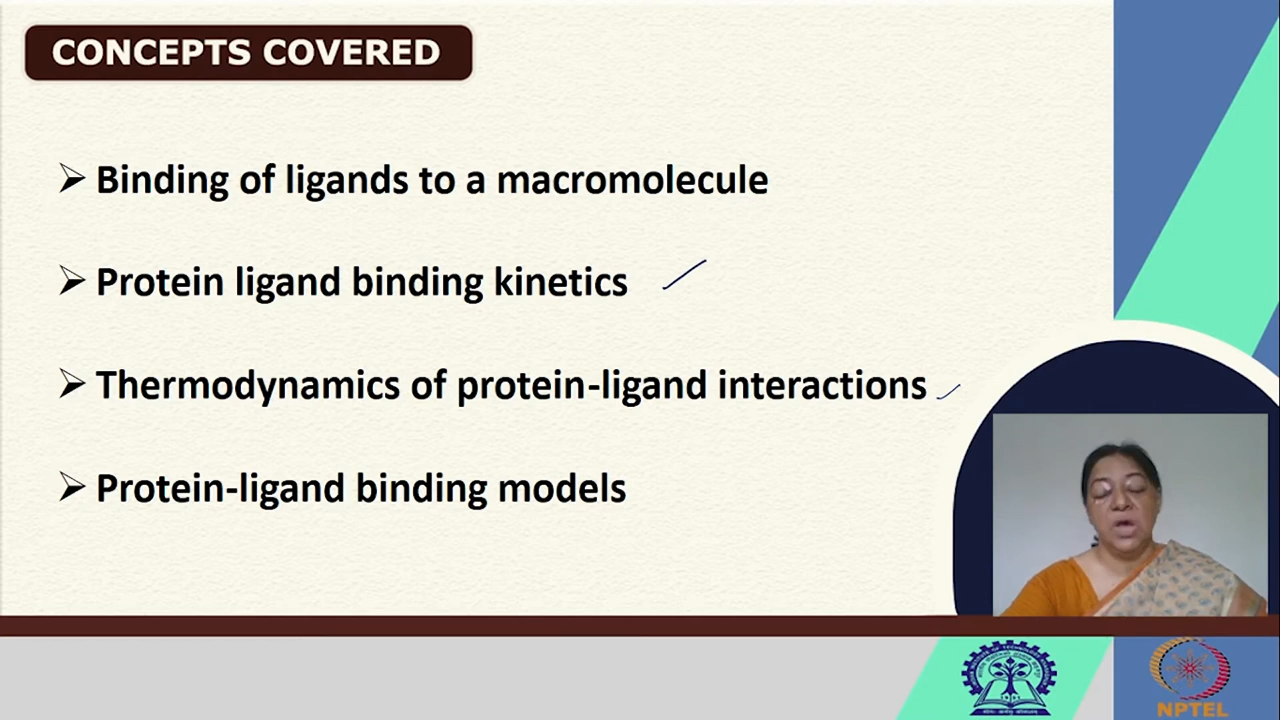 CONCEPTS COVERED
Binding of ligands to a macromolecule
Protein ligand binding kinetics
Thermodynamics of protein-ligand interactions
Protein-ligand binding models
NPTEL